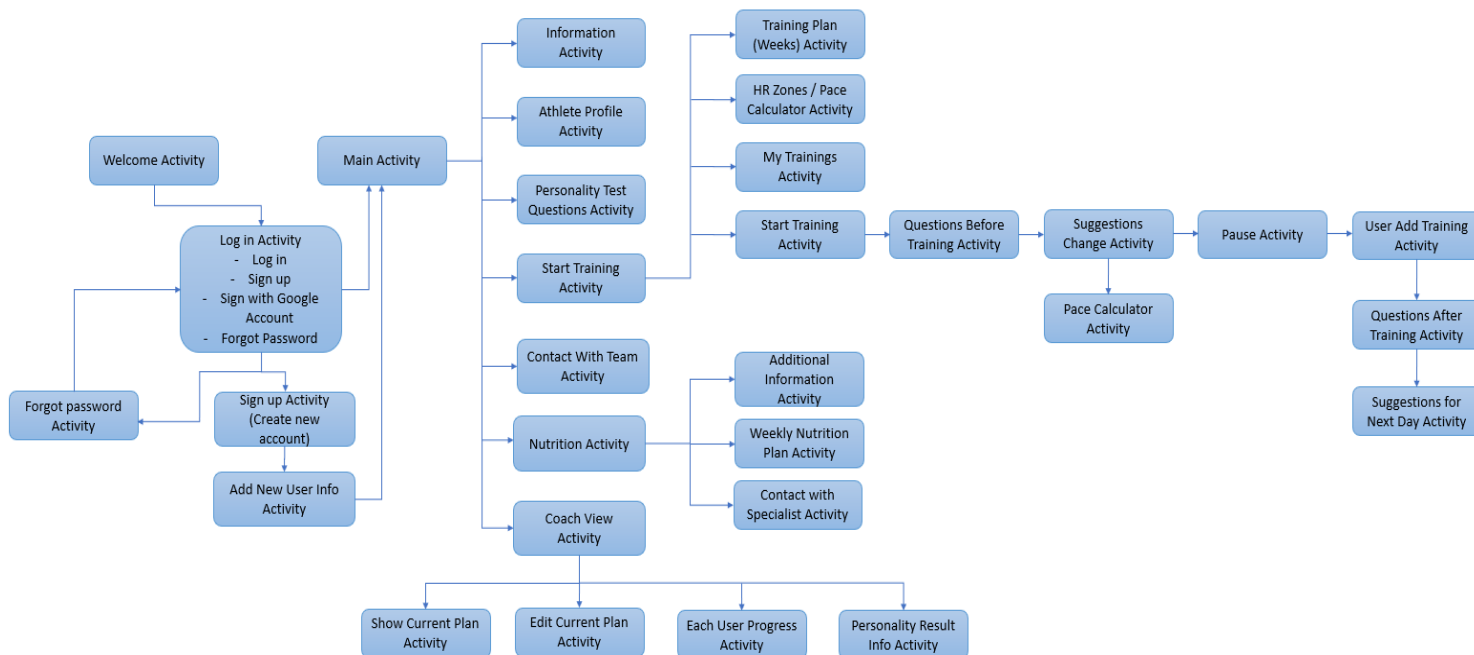 Welcome Activity
Log in Activity
- Log in
- Sign up
- Sign with Google
Account
- Forgot Password
Forgot password
Activity
Sign up Activity
(Create new
account)
Add New User Info
Activity
Main Activity
Information
Activity
Athlete Profile
Activity
Personality Test
Questions Activity
Start Training
Activity
Contact With Team
Activity
Nutrition Activity
Coach View
Activity
Training Plan
(Weeks) Activity
HR Zones / Pace
Calculator Activity
My Trainings
Activity
Start Training
Activity
Questions Before
Training Activity
Suggestions
Change Activity
Pause Activity
User Add Training
Activity
Pace Calculator
Activity
Questions After
Training Activity
Suggestions for
Next Day Activity
Additional
Information
Activity
Weekly Nutrition
Plan Activity
Contact with
Specialist Activity
Show Current Plan
Activity
Edit Current Plan
Activity
Each User Progress
Activity
Personality Result
Info Activity